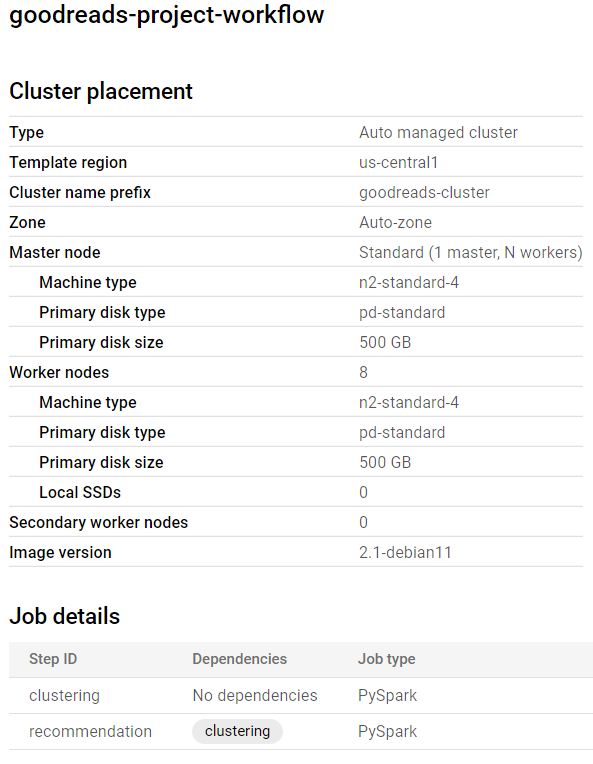 goodreads-project-workflow
Cluster placement
Type Auto managed cluster
Template region us-central1
Cluster name prefix goodreads-cluster
Zone Auto-zone
Master node Standard (1 master, N workers)
Machine type n2-standard-4
Primary disk type pd-standard
Primary disk size 500 GB
Worker nodes 8
Machine type n2-standard-4
Primary disk type pd-standard
Primary disk size 500 GB
Local SSDs 0
Secondary worker nodes 0
Image version 2.1-debian11
Job details
Step ID Dependencies Job type
clustering No dependencies PySpark
recommendation clustering PySpark